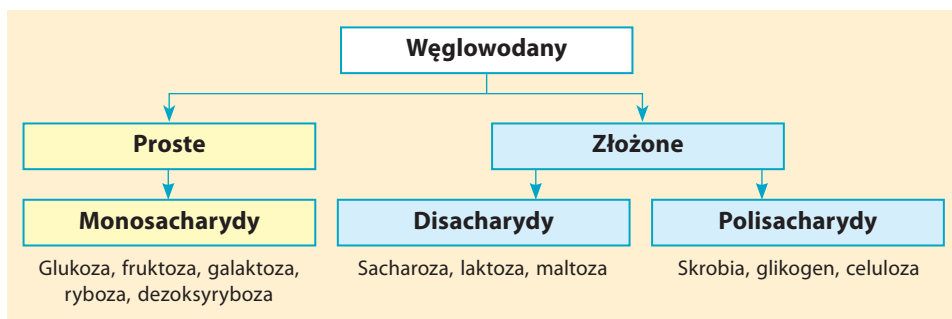 Węglowodany
Proste
Złożone
Monosacharydy
Disacharydy
Polisacharydy
Glukoza, fruktoza, galaktoza,
ryboza, dezoksyryboza
Sacharoza, laktoza, maltoza
Skrobia, glikogen, celuloza